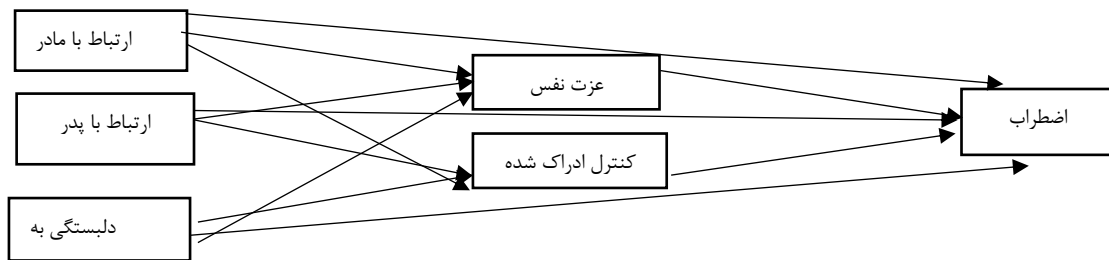 ارتباط با مادر
عزت نفس
اضطراب
ارتباط با پدر
کنترل ادراک شده
دلبستگی به